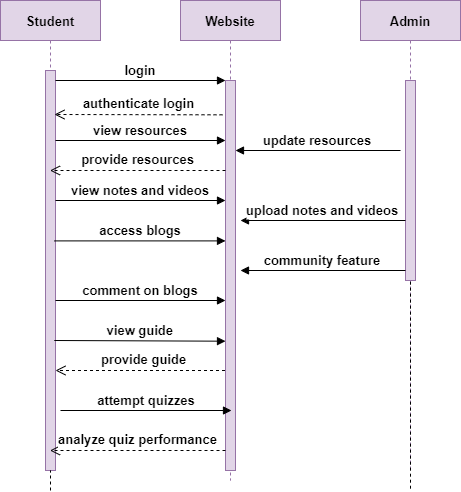 Student
Website
Admin
login
authenticate login
view resources
update resources
provide resources
view notes and videos
upload notes and videos
access blogs
community feature
comment on blogs
view guide
provide guide
attempt quizzes
analyze quiz performance